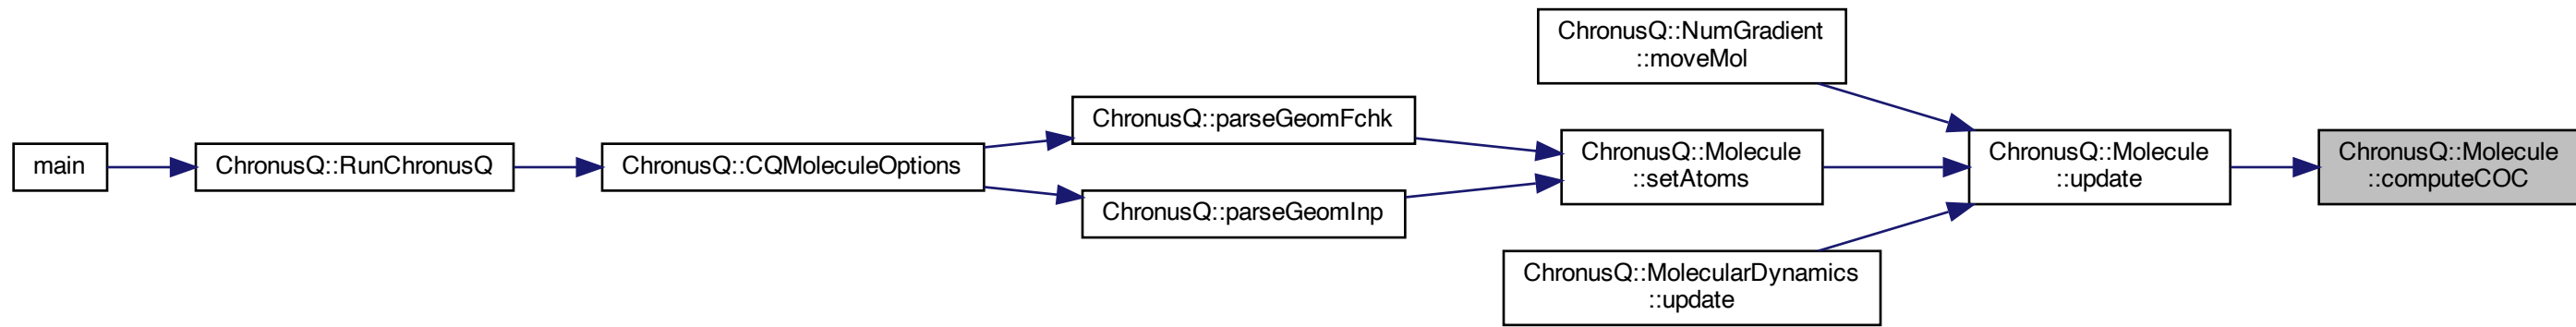 main
ChronusQ::RunChronusQ
ChronusQ::CQMoleculeOptions
ChronusQ::parseGeomFchk
ChronusQ::parseGeomInp
ChronusQ::NumGradient
::moveMol
ChronusQ::Molecule
::setAtoms
ChronusQ::MolecularDynamics
::update
ChronusQ::Molecule
::update
ChronusQ::Molecule
::computeCOC